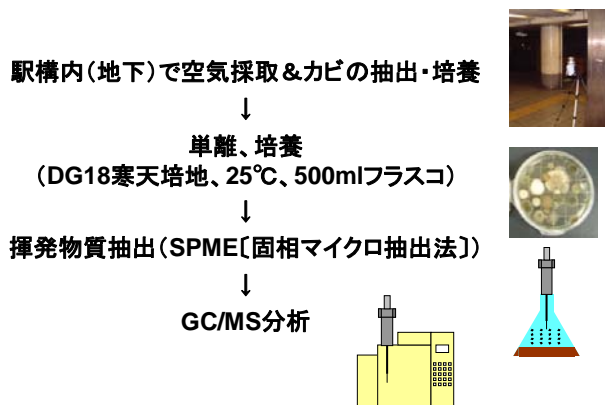 駅構内（地下）で空気採取＆カビの抽出・培養
↓
単離、培養
（DG18寒天培地、25℃、500mlフラスコ）
↓
揮発物質抽出（SPME〔固相マイクロ抽出法〕）
↓
GC/MS分析